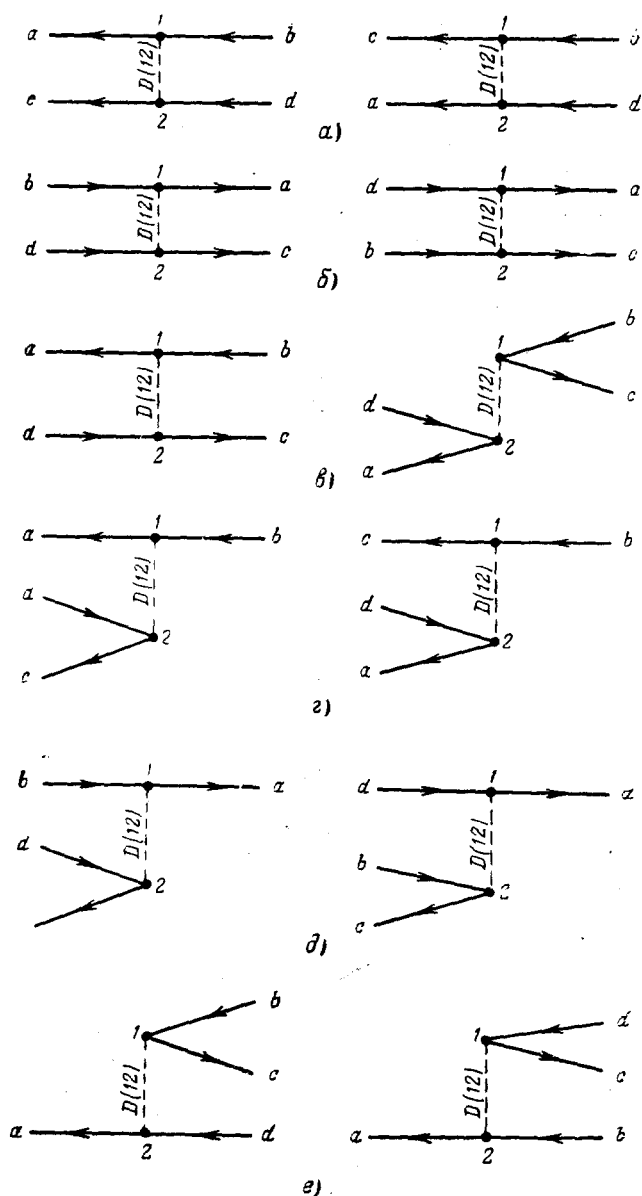 1 1
a b c b
D(12) D(12)
e d a d
2 2
а)
1 1
b a d a
D(12) D(12)
d c b c
2 2
б)
1 1 b
a b
D(12) D(12) c
d c d
2 a 2
в)
1 1
a b c b
D(12) D(12)
a d
2 2
c a
г)
1 1
b a d a
D(12) D(12)
d b
2 2
c
д)
b d
1 1
c c
D(12) D(12)
a d a b
2 2
е)